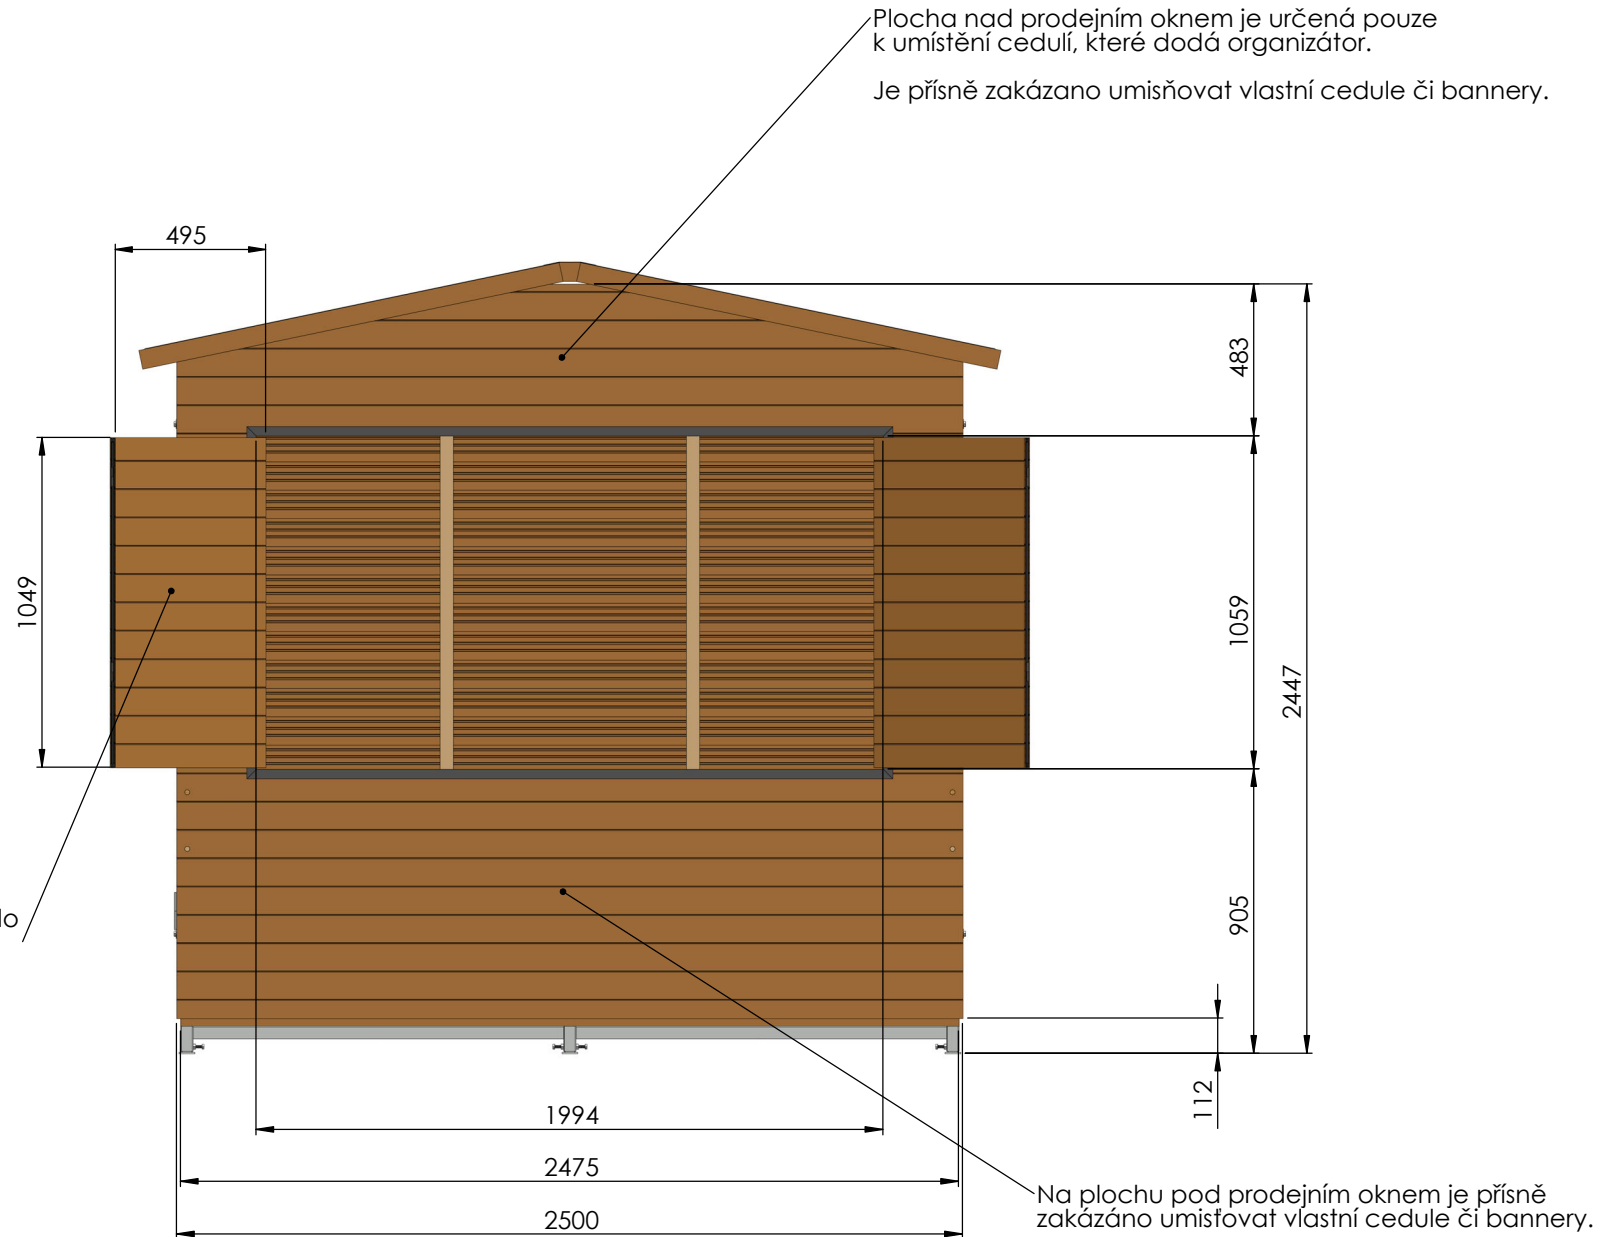 Plocha nad prodejním oknem je určená pouze
k umístění cedulí, které dodá organizátor.
Je přísně zakázano umisňovat vlastní cedule či bannery.
495
483
1049
1059
2447
905
112
1994
2475
2500
Na plochu pod prodejním oknem je přísně
zakázáno umisťovat vlastní cedule či bannery.